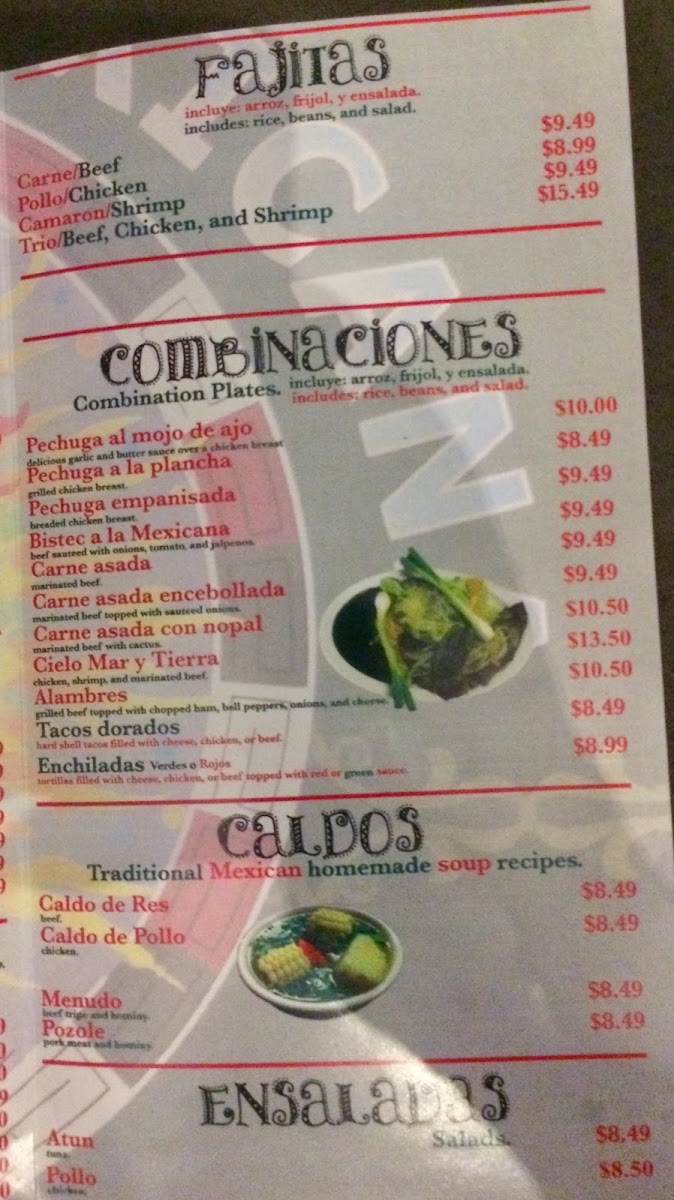 Fajitas
incluye: arroz, frijol, y ensalada.
includes: rice, beans, and salad.
Carne/Beef $9.49
Pollo/Chicken $8.99
Camaron/Shrimp $9.49
Trio/Beef, Chicken, and Shrimp $15.49
COMBiNaCiONES
Combination Plates. incluye: arroz, frijol, y ensalada.
includes: rice, beans, and salad.
Pechuga al mojo de ajo $10.00
delicious garlic and butter sauce over a chicken breast
Pechuga a la plancha $8.49
grilled chicken breast.
Pechuga empanisada $9.49
breaded chicken breast.
Bistec a la Mexicana $9.49
beef sauteed with onions, tomato, and jalpenos.
Carne asada $9.49
marinated beef.
Carne asada encebollada $9.49
marinated beef topped with sauteed onions.
Carne asada con nopal $10.50
marinated beef with cactus.
Cielo Mar y Tierra $13.50
chicken, shrimp, and marinated beef.
Alambres $10.50
grilled beef topped with chopped ham, bell peppers, onions, and cheese.
Tacos dorados $8.49
hard shell tacos filled with cheese, chicken, or beef.
Enchiladas Verdes o Rojos $8.99
tortillas filled with cheese, chicken, or beef topped with red or green sauce.
CaLDOS
Traditional Mexican homemade soup recipes.
Caldo de Res $8.49
beef.
Caldo de Pollo $8.49
chicken.
Menudo $8.49
beef tripe and hominy.
Pozole $8.49
pork meat and hominy.
ENSaLaDaS
Salads.
Atun $8.49
tuna.
Pollo $8.50
chicken.